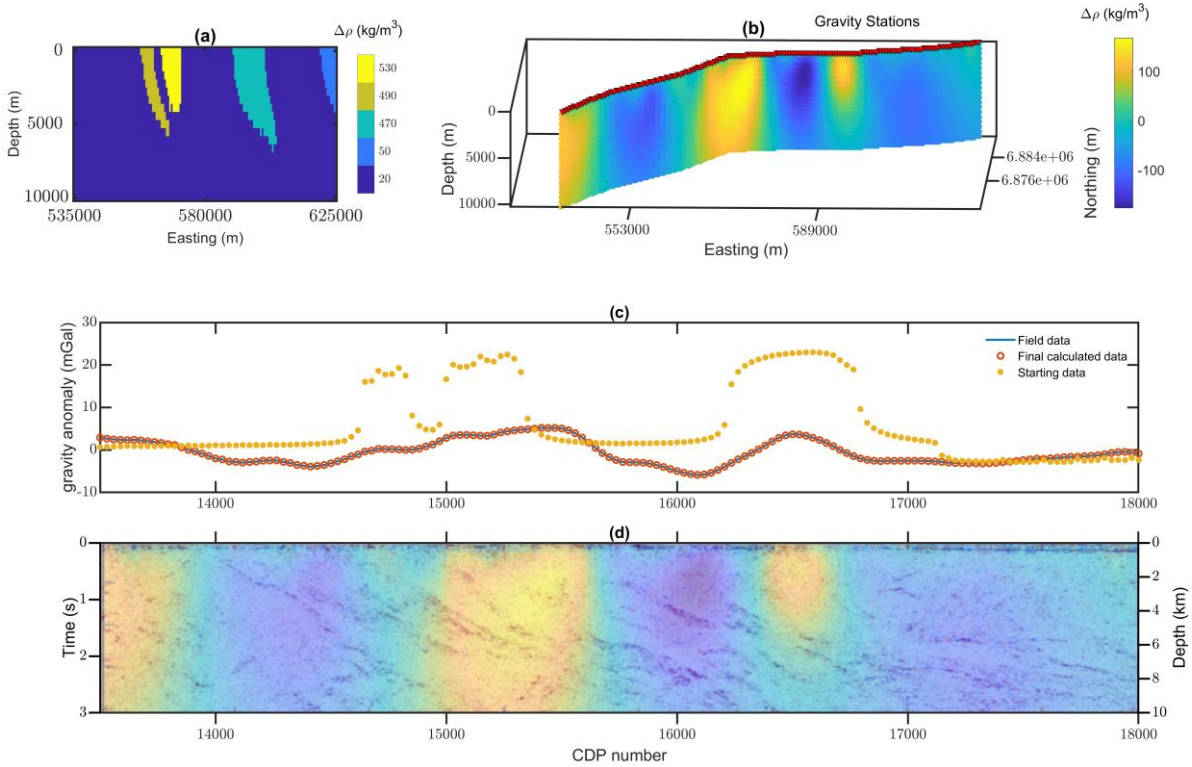 (a)
Δρ (kg/m³)
0
5000
10000
Depth (m)
535000 580000 625000
Easting (m)
530
490
470
50
20
(b)
Gravity Stations
Δρ (kg/m³)
0
5000
10000
Depth (m)
553000
589000
Easting (m)
6.884e+06
6.876e+06
Northing (m)
100
0
-100
(c)
30
20
10
0
-10
gravity anomaly (mGal)
Field data
Final calculated data
Starting data
14000 15000 16000 17000 18000
(d)
0
1
2
3
Time (s)
0
2
4
6
8
10
Depth (km)
14000 15000 16000 17000 18000
CDP number